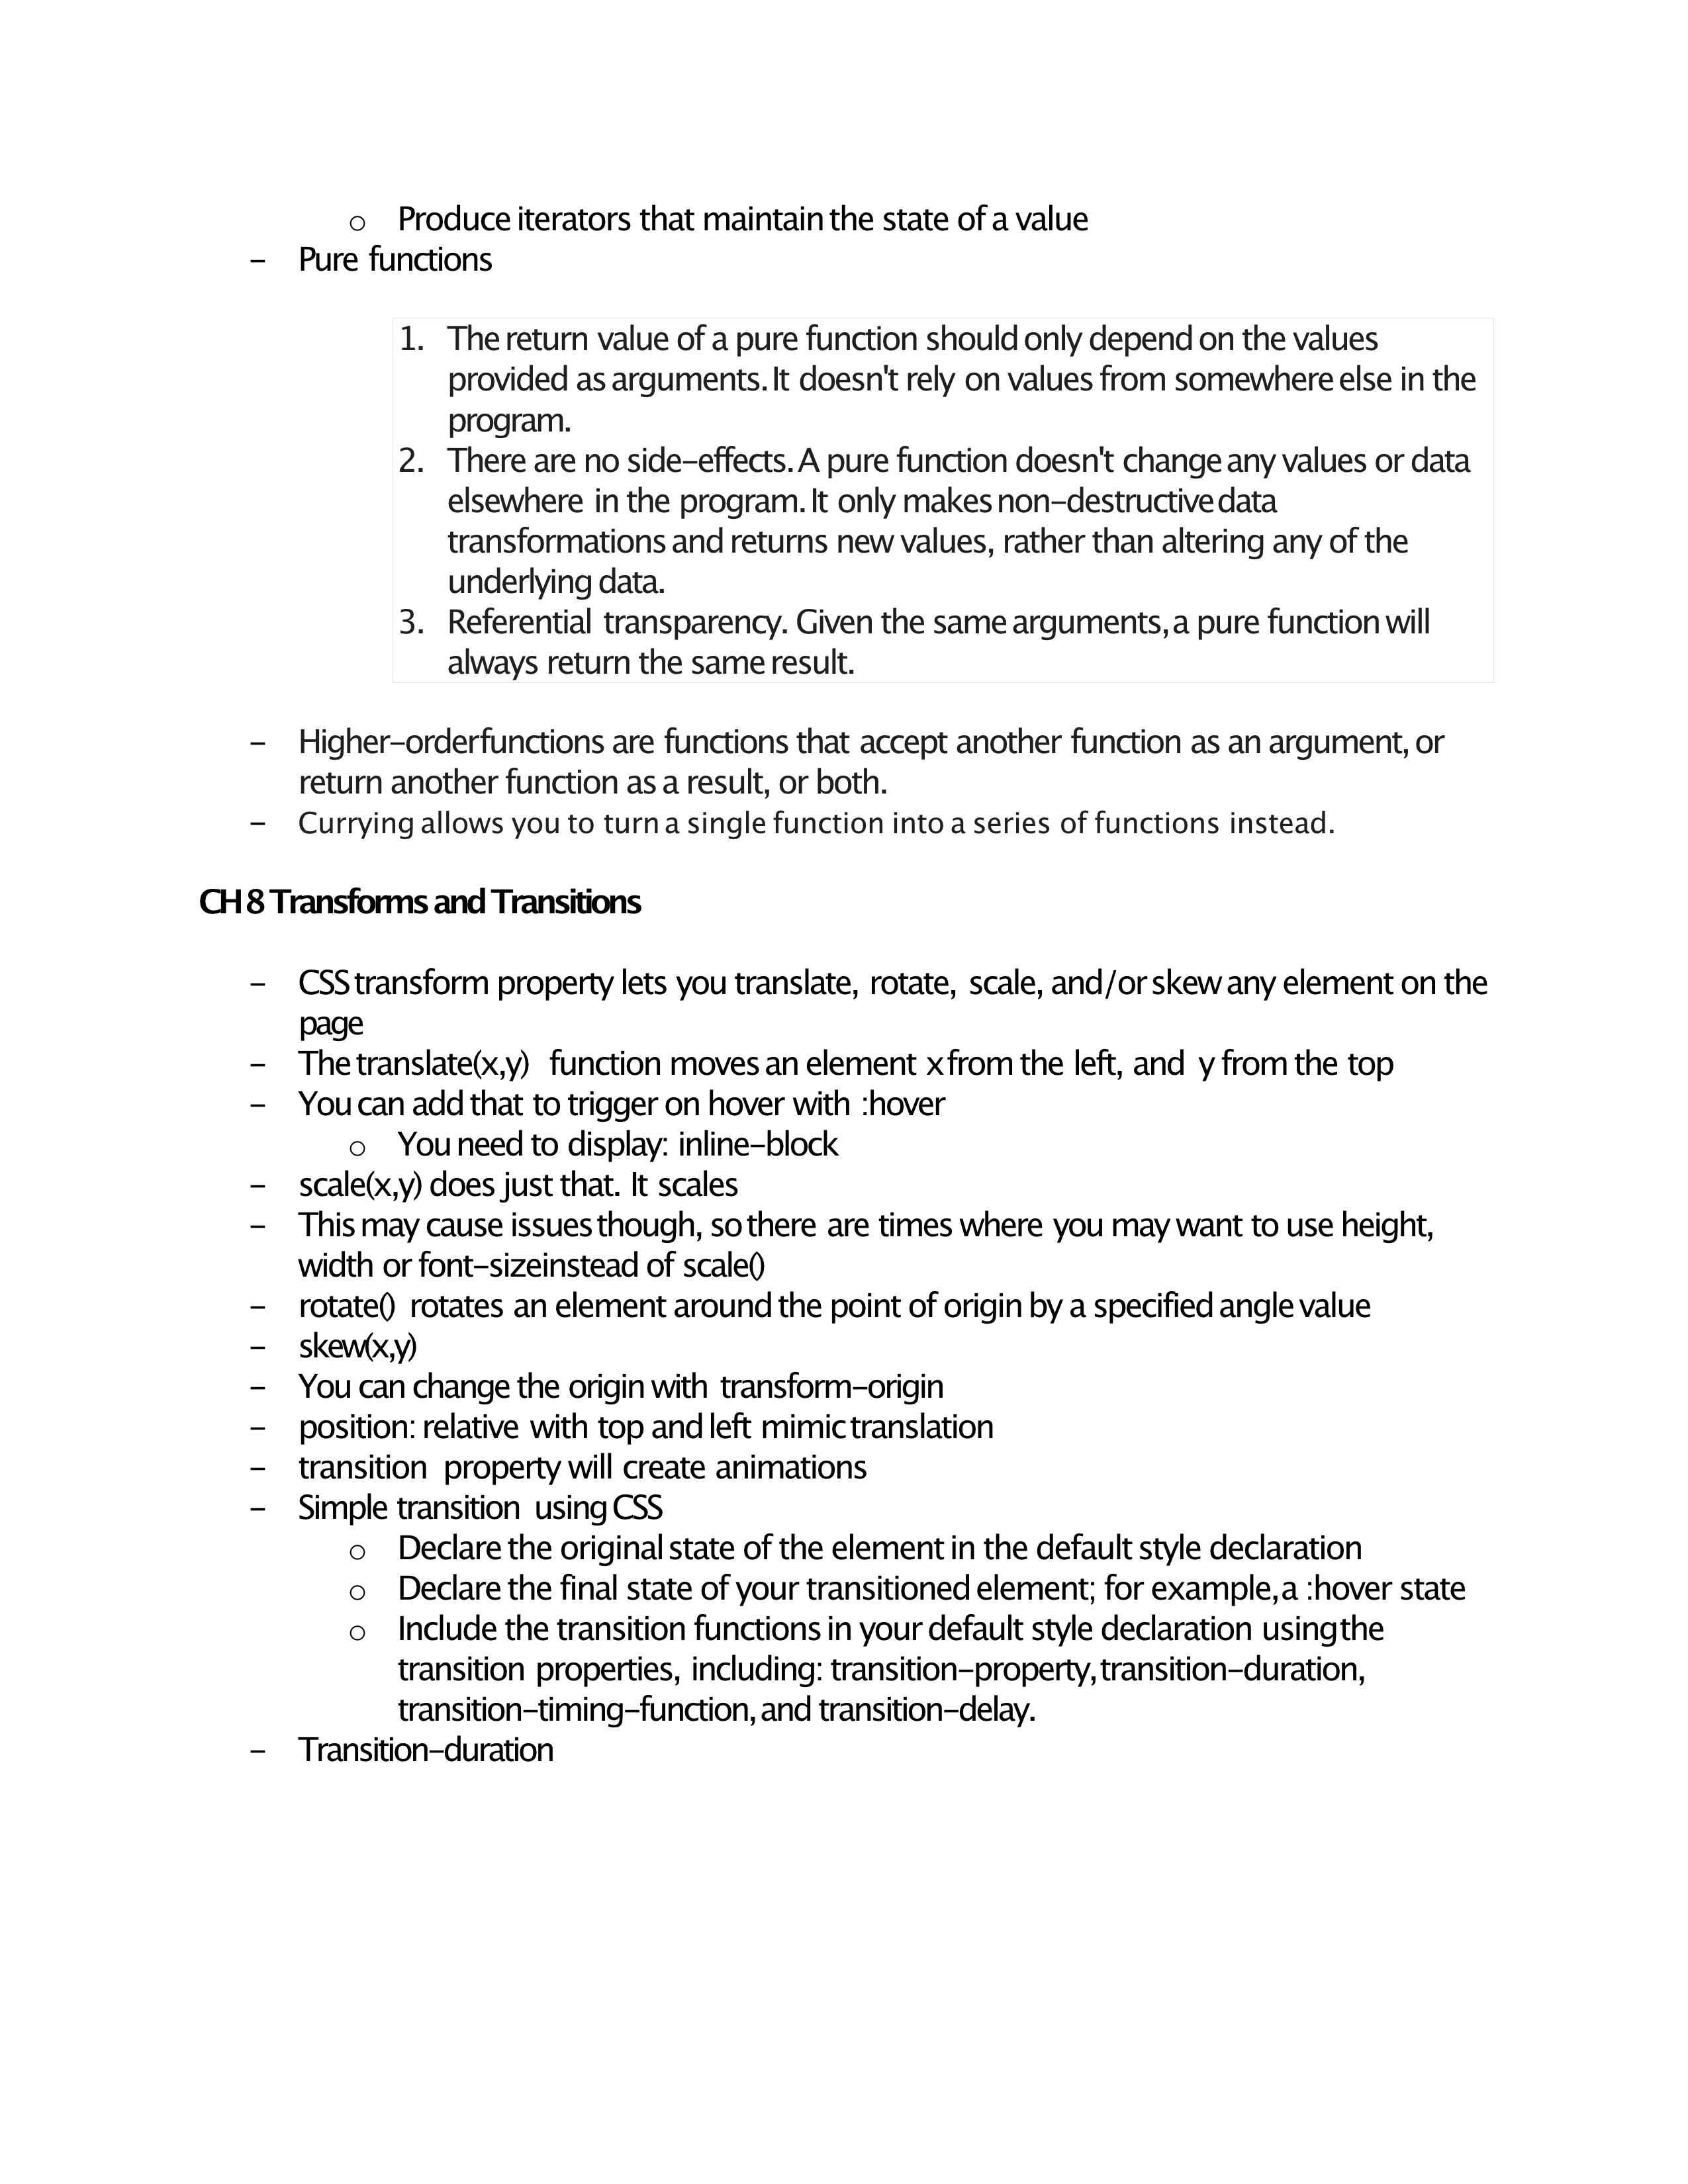 o Produce iterators that maintain the state of a value
- Pure functions
1. The return value of a pure function should only depend on the values
provided as arguments. It doesn't rely on values from somewhere else in the
program.
2. There are no side-effects. A pure function doesn't change any values or data
elsewhere in the program. It only makes non-destructive data
transformations and returns new values, rather than altering any of the
underlying data.
3. Referential transparency. Given the same arguments, a pure function will
always return the same result.
- Higher-order functions are functions that accept another function as an argument, or
return another function as a result, or both.
- Currying allows you to turn a single function into a series of functions instead.
CH 8 Transforms and Transitions
- CSS transform property lets you translate, rotate, scale, and/or skew any element on the
page
- The translate(x,y) function moves an element x from the left, and y from the top
- You can add that to trigger on hover with :hover
o You need to display: inline-block
- scale(x,y) does just that. It scales
- This may cause issues though, so there are times where you may want to use height,
width or font-size instead of scale()
- rotate() rotates an element around the point of origin by a specified angle value
- skew(x,y)
- You can change the origin with transform-origin
- position: relative with top and left mimic translation
- transition property will create animations
- Simple transition using CSS
o Declare the original state of the element in the default style declaration
o Declare the final state of your transitioned element; for example, a :hover state
o Include the transition functions in your default style declaration using the
transition properties, including: transition-property, transition-duration,
transition-timing-function, and transition-delay.
- Transition-duration